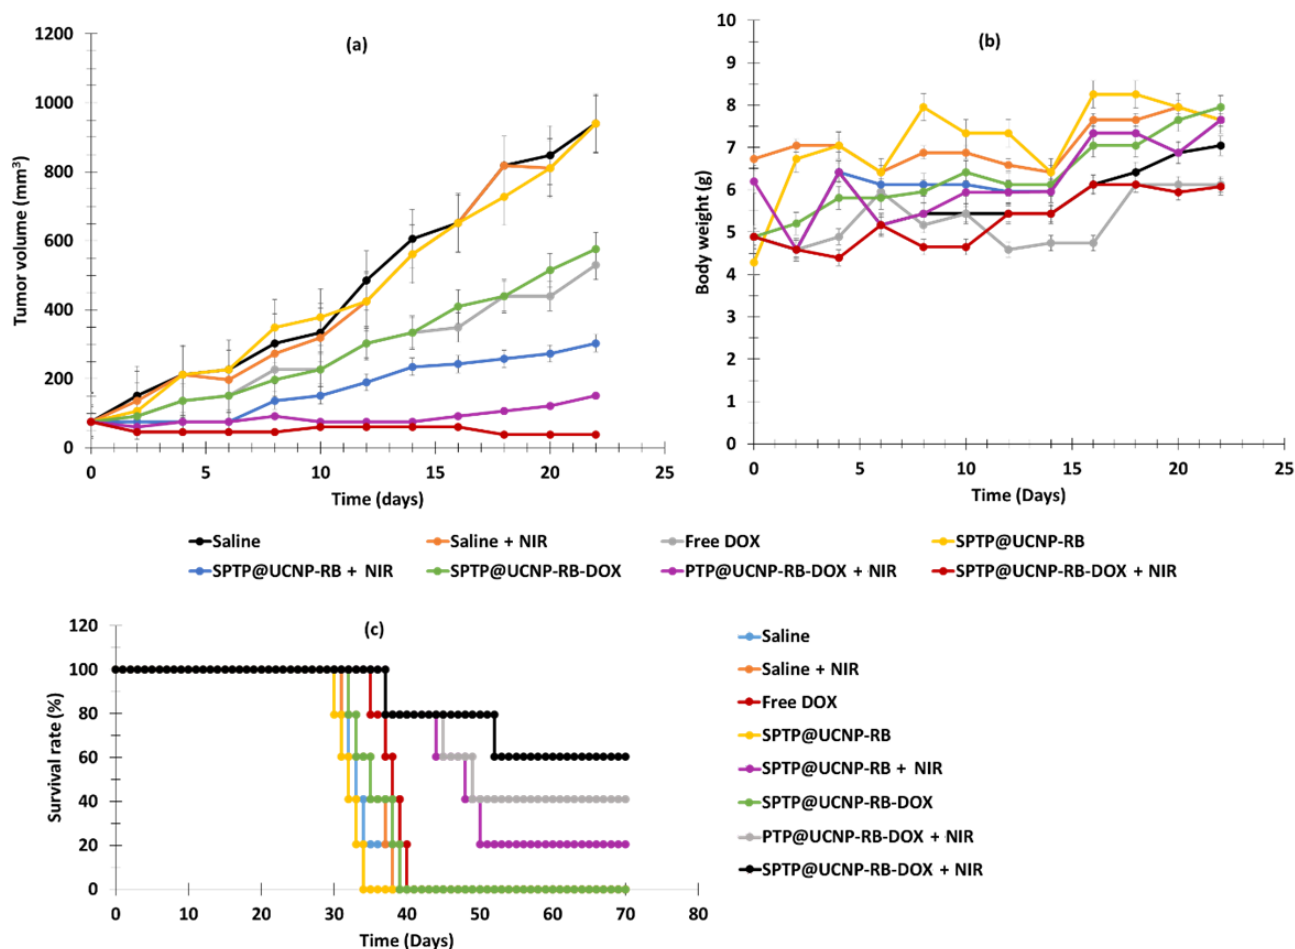 (a)
Tumor volume (mm³)
1200
1000
800
600
400
200
0
0 5 10 15 20 25
Time (days)
(b)
Body weight (g)
10
9
8
7
6
5
4
3
2
1
0
0 5 10 15 20 25
Time (Days)
Saline Saline + NIR Free DOX SPTP@UCNP-RB
SPTP@UCNP-RB + NIR SPTP@UCNP-RB-DOX PTP@UCNP-RB-DOX + NIR SPTP@UCNP-RB-DOX + NIR
(c)
Survival rate (%)
120
100
80
60
40
20
0
0 10 20 30 40 50 60 70 80
Time (Days)
Saline
Saline + NIR
Free DOX
SPTP@UCNP-RB
SPTP@UCNP-RB + NIR
SPTP@UCNP-RB-DOX
PTP@UCNP-RB-DOX + NIR
SPTP@UCNP-RB-DOX + NIR